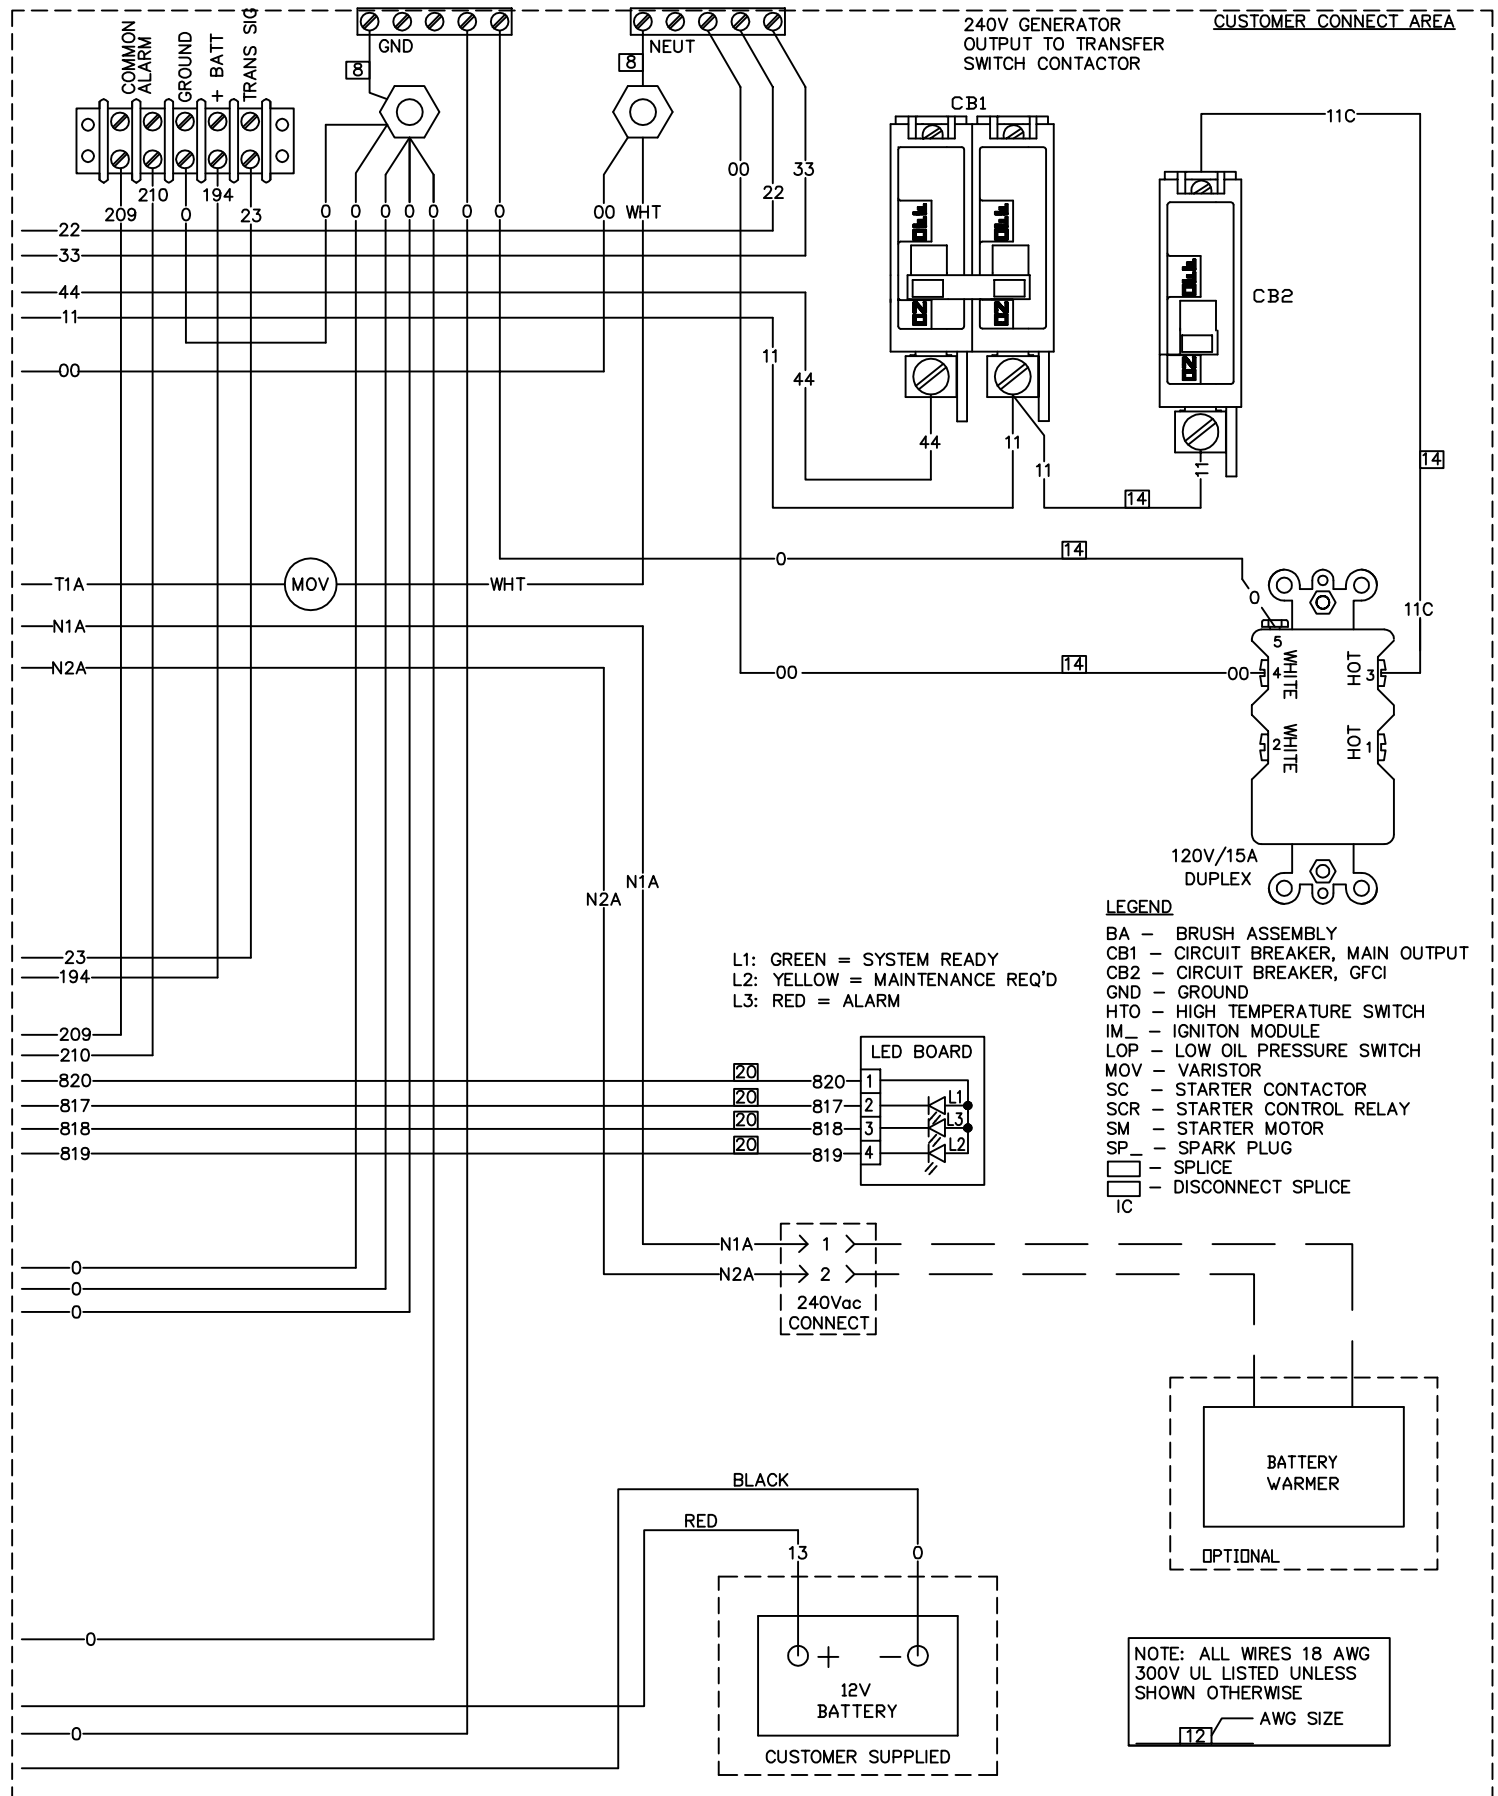 COMMON
ALARM
GROUND
+ BATT
TRANS SIG
GND
8
NEUT
8
240V GENERATOR
OUTPUT TO TRANSFER
SWITCH CONTACTOR
CUSTOMER CONNECT AREA
CB1
11C
209
210
0
194
23
0
0
0
0
0
0
0
00
WHT
00
22
33
OFF
OFF
ON
ON
OFF
ON
CB2
22
33
44
11
00
11
44
44
11
11
11
14
14
0
14
T1A
MOV
WHT
0
11C
N1A
N2A
00
14
00
5
4
WHITE
HOT
3
2
WHITE
HOT
1
120V/15A
DUPLEX
N1A
N2A
LEGEND
BA – BRUSH ASSEMBLY
CB1 – CIRCUIT BREAKER, MAIN OUTPUT
CB2 – CIRCUIT BREAKER, GFCI
GND – GROUND
HTO – HIGH TEMPERATURE SWITCH
IM_ – IGNITON MODULE
LOP – LOW OIL PRESSURE SWITCH
MOV – VARISTOR
SC – STARTER CONTACTOR
SCR – STARTER CONTROL RELAY
SM – STARTER MOTOR
SP_ – SPARK PLUG
– SPLICE
– DISCONNECT SPLICE
IC
L1: GREEN = SYSTEM READY
L2: YELLOW = MAINTENANCE REQ'D
L3: RED = ALARM
23
194
209
210
820
817
818
819
20
20
20
20
LED BOARD
820 1
817 2 L1
818 3 L3
819 4 L2
N1A 1
N2A 2
240Vac
CONNECT
0
0
0
BATTERY
WARMER
OPTIONAL
BLACK
RED
13
0
+ –
12V
BATTERY
CUSTOMER SUPPLIED
0
0
NOTE: ALL WIRES 18 AWG
300V UL LISTED UNLESS
SHOWN OTHERWISE
AWG SIZE
12